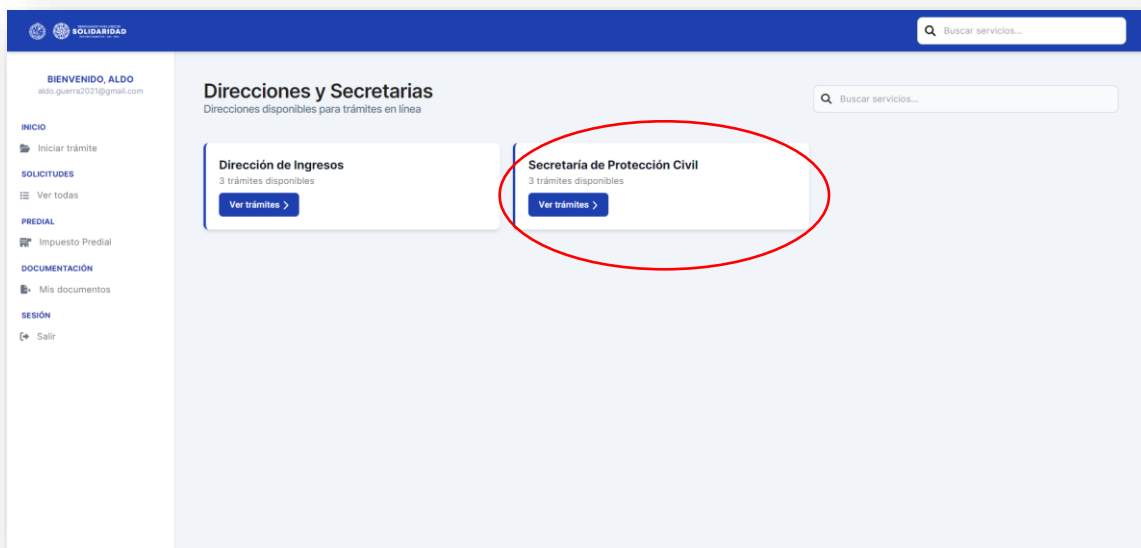 SOLIDARIDAD
Buscar servicios...
BIENVENIDO, ALDO
aldo.guerra2021@gmail.com
INICIO
Iniciar trámite
SOLICITUDES
Ver todas
PREDIAL
Impuesto Predial
DOCUMENTACIÓN
Mis documentos
SESIÓN
Salir
Direcciones y Secretarias
Direcciones disponibles para trámites en línea
Buscar servicios...
Dirección de Ingresos
3 trámites disponibles
Ver trámites
Secretaría de Protección Civil
3 trámites disponibles
Ver trámites